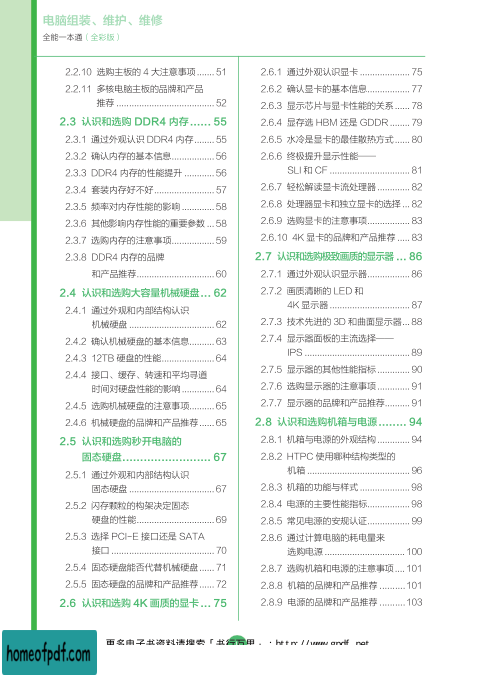 电脑组装、维护、维修
全能一本通（全彩版）
2.2.10 选购主板的 4 大注意事项 ....... 51
2.2.11 多核电脑主板的品牌和产品
推荐 ...................................... 52
2.3 认识和选购 DDR4 内存 ...... 55
2.3.1 通过外观认识 DDR4 内存 ........ 55
2.3.2 确认内存的基本信息................. 56
2.3.3 DDR4 内存的性能提升 ............ 56
2.3.4 套装内存好不好....................... 57
2.3.5 频率对内存性能的影响 ............ 58
2.3.6 其他影响内存性能的重要参数 ... 58
2.3.7 选购内存的注意事项................. 59
2.3.8 DDR4 内存的品牌
和产品推荐.............................. 60
2.4 认识和选购大容量机械硬盘 ... 62
2.4.1 通过外观和内部结构认识
机械硬盘 ................................ 62
2.4.2 确认机械硬盘的基本信息.......... 63
2.4.3 12TB 硬盘的性能.................... 64
2.4.4 接口、缓存、转速和平均寻道
时间对硬盘性能的影响 ............ 64
2.4.5 选购机械硬盘的注意事项.......... 65
2.4.6 机械硬盘的品牌和产品推荐 ...... 65
2.5 认识和选购秒开电脑的
固态硬盘......................... 67
2.5.1 通过外观和内部结构认识
固态硬盘 ................................ 67
2.5.2 闪存颗粒的构架决定固态
硬盘的性能.............................. 69
2.5.3 选择 PCI-E 接口还是 SATA
接口 ....................................... 70
2.5.4 固态硬盘能否代替机械硬盘 ...... 71
2.5.5 固态硬盘的品牌和产品推荐 ...... 72
2.6 认识和选购 4K 画质的显卡 ... 75
2.6.1 通过外观认识显卡 ................... 75
2.6.2 确认显卡的基本信息................. 77
2.6.3 显示芯片与显卡性能的关系 ...... 78
2.6.4 显存选 HBM 还是 GDDR ........ 79
2.6.5 水冷是显卡的最佳散热方式 ...... 80
2.6.6 终极提升显示性能——
SLI 和 CF ............................... 81
2.6.7 轻松解读显卡流处理器 ............ 82
2.6.8 处理器显卡和独立显卡的选择 ... 82
2.6.9 选购显卡的注意事项................. 83
2.6.10 4K 显卡的品牌和产品推荐 ..... 83
2.7 认识和选购极致画质的显示器 ... 86
2.7.1 通过外观认识显示器................. 86
2.7.2 画质清晰的 LED 和
4K 显示器 ............................... 87
2.7.3 技术先进的 3D 和曲面显示器... 88
2.7.4 显示器面板的主流选择——
IPS ........................................ 89
2.7.5 显示器的其他性能指标 ............ 90
2.7.6 选购显示器的注意事项 ............ 91
2.7.7 显示器的品牌和产品推荐.......... 91
2.8 认识和选购机箱与电源 ........ 94
2.8.1 机箱与电源的外观结构 ............ 94
2.8.2 HTPC 使用哪种结构类型的
机箱 ....................................... 96
2.8.3 机箱的功能与样式 ................... 98
2.8.4 电源的主要性能指标................. 98
2.8.5 常见电源的安规认证................. 99
2.8.6 通过计算电脑的耗电量来
选购电源 .............................. 100
2.8.7 选购机箱和电源的注意事项 .... 101
2.8.8 机箱的品牌和产品推荐 .......... 101
2.8.9 电源的品牌和产品推荐 .......... 103
homeofpdf.com